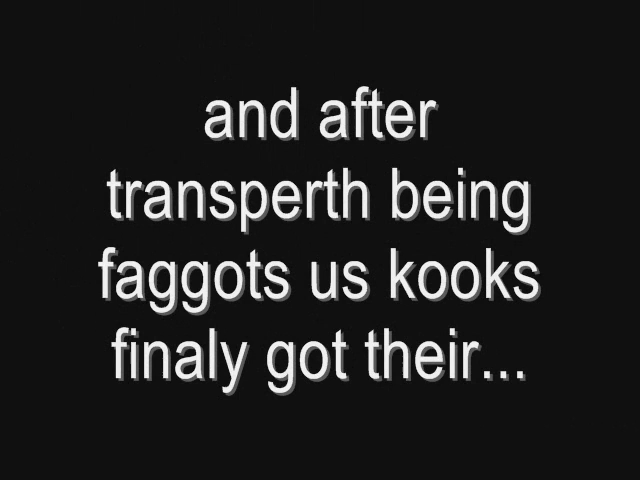 and after
transperth being
faggots us kooks
finaly got their...